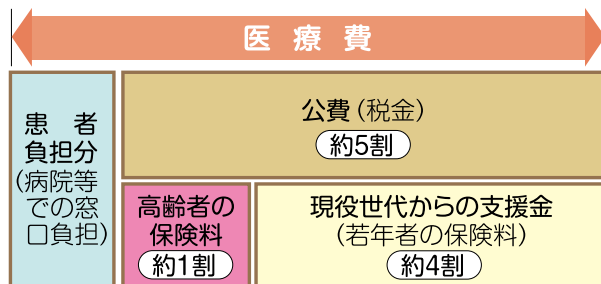 医療費
患者
負担分
(病院等
での窓
口負担)
公費(税金)
約5割
高齢者の
保険料
約1割
現役世代からの支援金
(若年者の保険料)
約4割